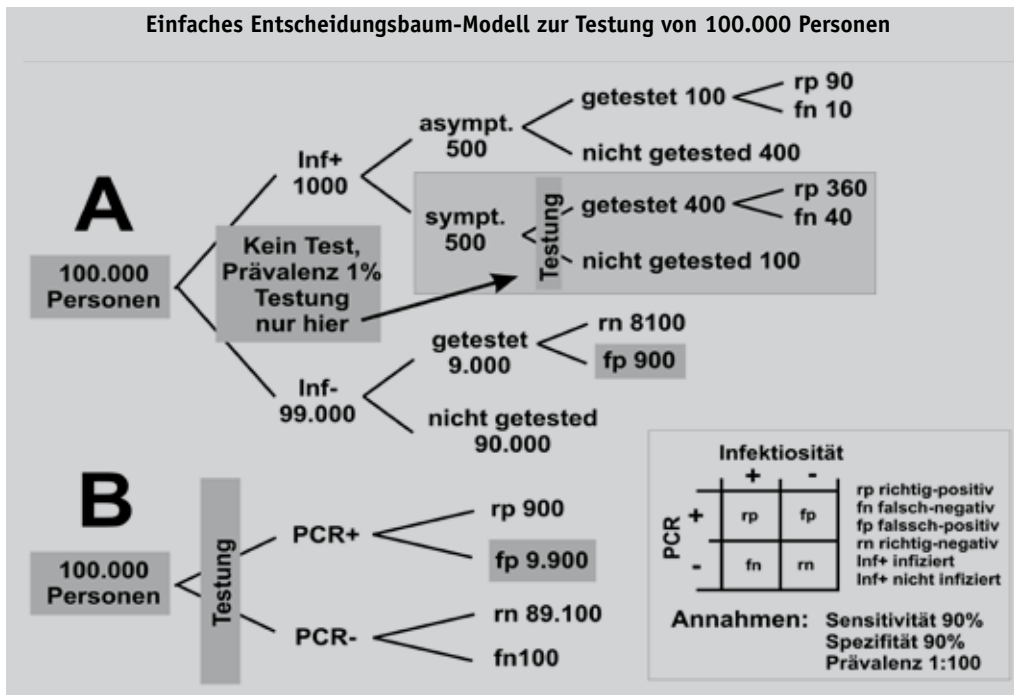 Einfaches Entscheidungsbaum-Modell zur Testung von 100.000 Personen
A
100.000
Personen
Inf+
1000
Kein Test,
Prävalenz 1%
Testung
nur hier
Inf-
99.000
asympt.
500
getestet 100
rp 90
fn 10
nicht getested 400
sympt.
500
Testung
getestet 400
rp 360
fn 40
nicht getested 100
getestet
9.000
rn 8100
fp 900
nicht getested
90.000
B
100.000
Personen
Testung
PCR+
rp 900
fp 9.900
PCR-
rn 89.100
fn100
Infektiosität
+ -
PCR
+ rp fp
- fn rn
rp richtig-positiv
fn falsch-negativ
fp falssch-positiv
rn richtig-negativ
Inf+ infiziert
Inf+ nicht infiziert
Annahmen: Sensitivität 90%
Spezifität 90%
Prävalenz 1:100